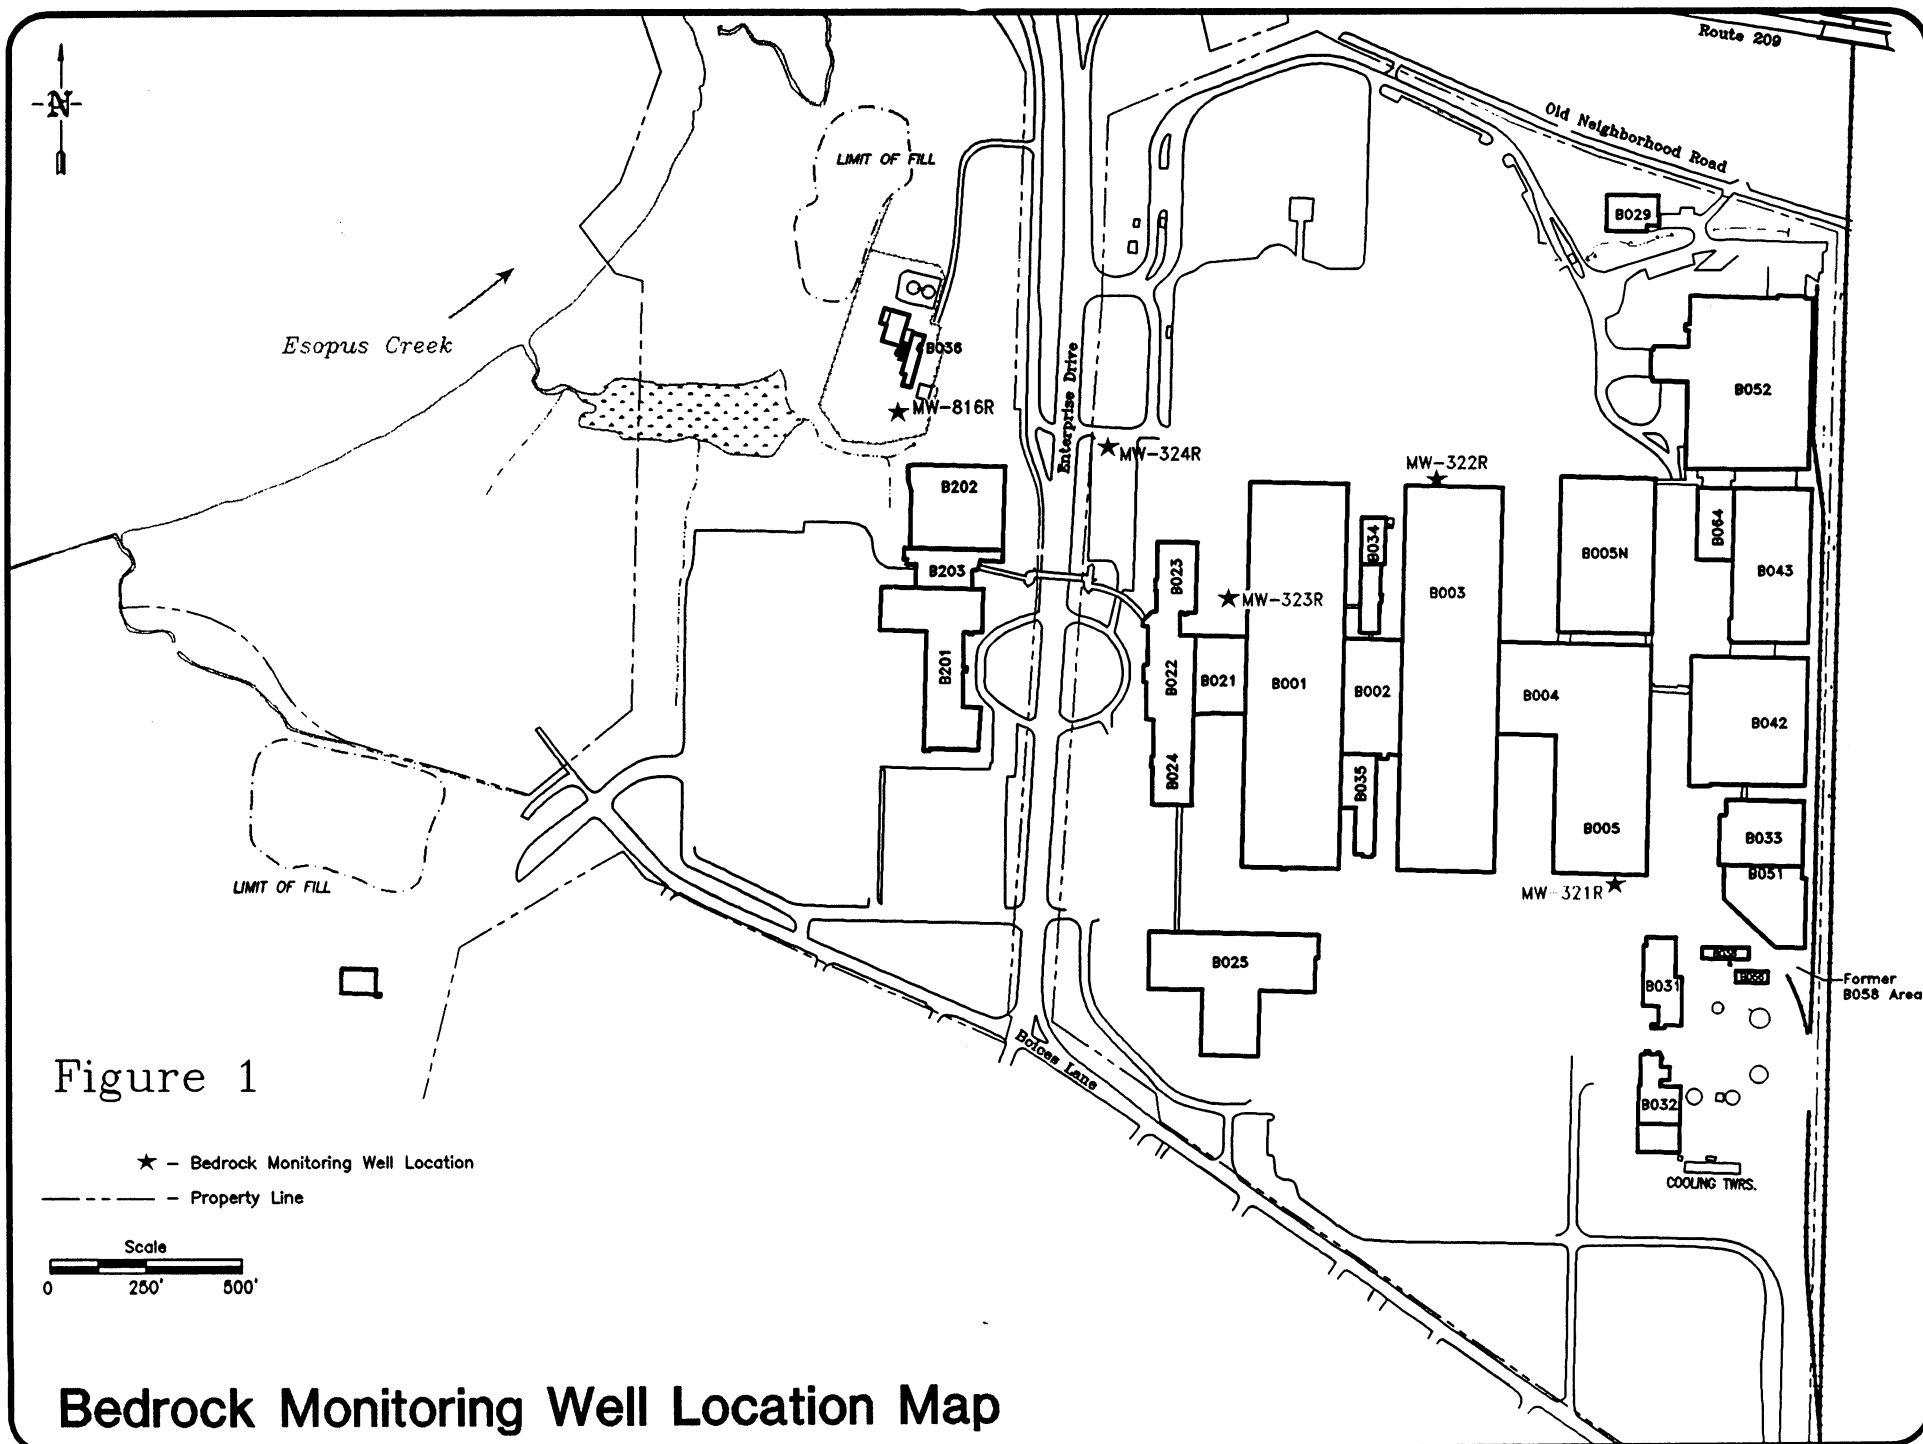 Route 209
N
Old Neighborhood Road
LIMIT OF FILL
B029
Esopus Creek
B036
Enterprise Drive
B052
MW-816R
MW-324R
MW-322R
B202
B034
B064
B005N
B043
B203
B023
MW-323R
B003
B201
B022
B021
B001
B002
B004
B042
B024
B035
B005
B033
B051
LIMIT OF FILL
MW-321R
B025
B031
Former
B058 Area
Boices Lane
Figure 1
B032
★ - Bedrock Monitoring Well Location
- Property Line
COOLING TWRS.
Scale
0 250' 500'
Bedrock Monitoring Well Location Map